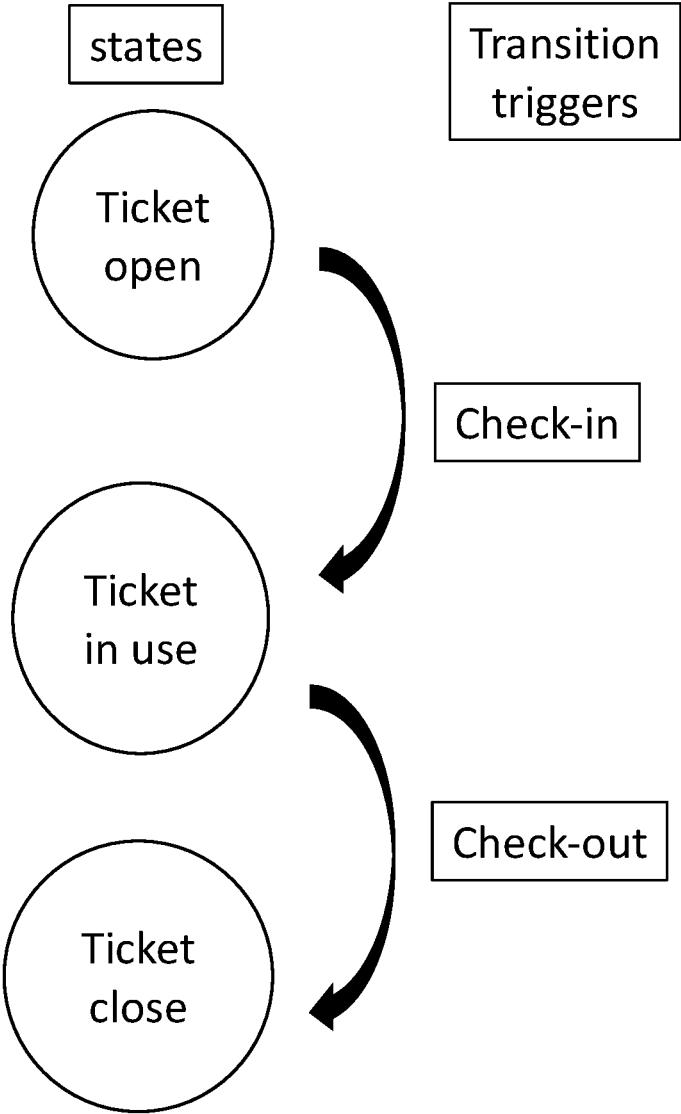 states
Transition
triggers
Ticket
open
Check-in
Ticket
in use
Check-out
Ticket
close